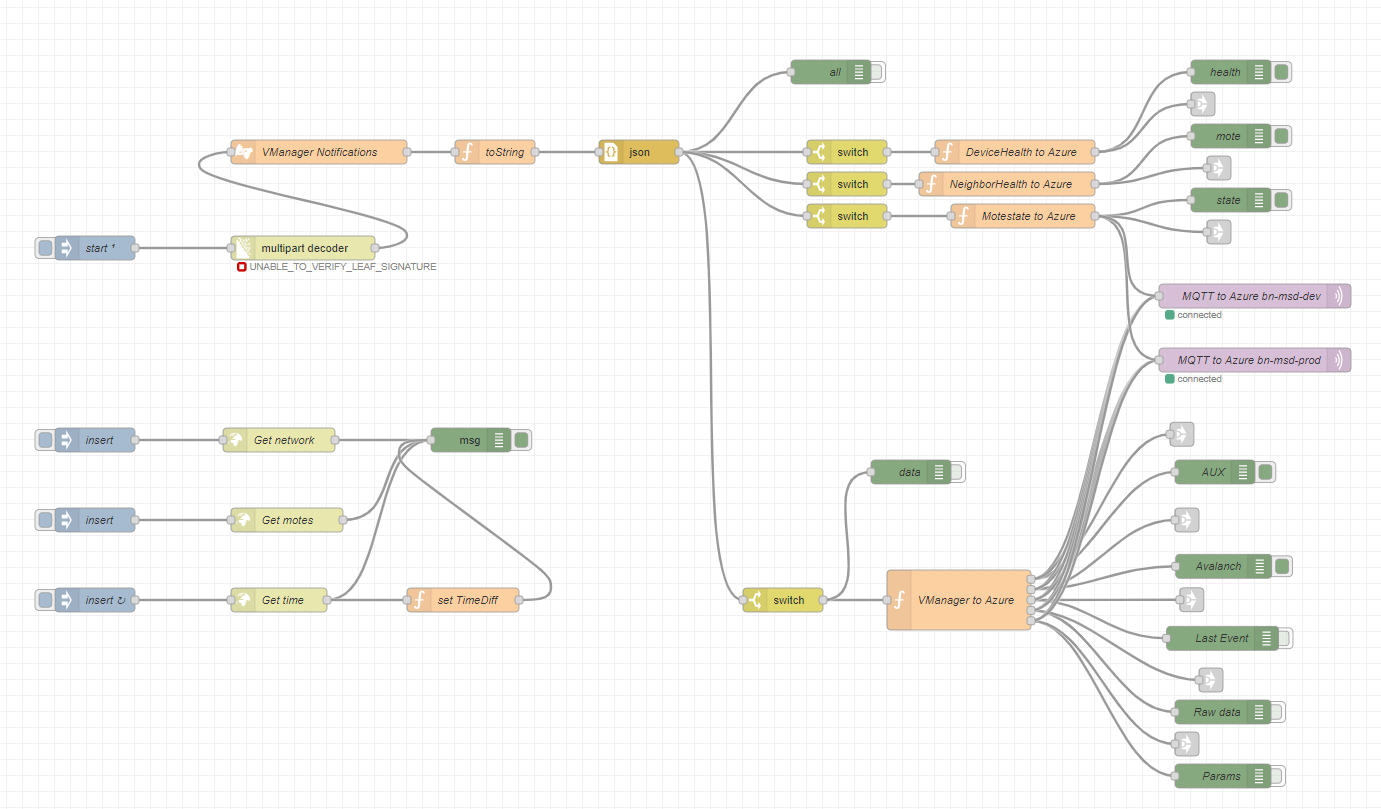 all
health
VManager Notifications
toString
json
switch
DeviceHealth to Azure
mote
switch
NeighborHealth to Azure
switch
Motestate to Azure
state
start ¹
multipart decoder
UNABLE_TO_VERIFY_LEAF_SIGNATURE
MQTT to Azure bn-msd-dev
connected
MQTT to Azure bn-msd-prod
connected
insert
Get network
msg
data
AUX
insert
Get motes
Avalanch
insert ↻
Get time
set TimeDiff
switch
VManager to Azure
Last Event
Raw data
Params